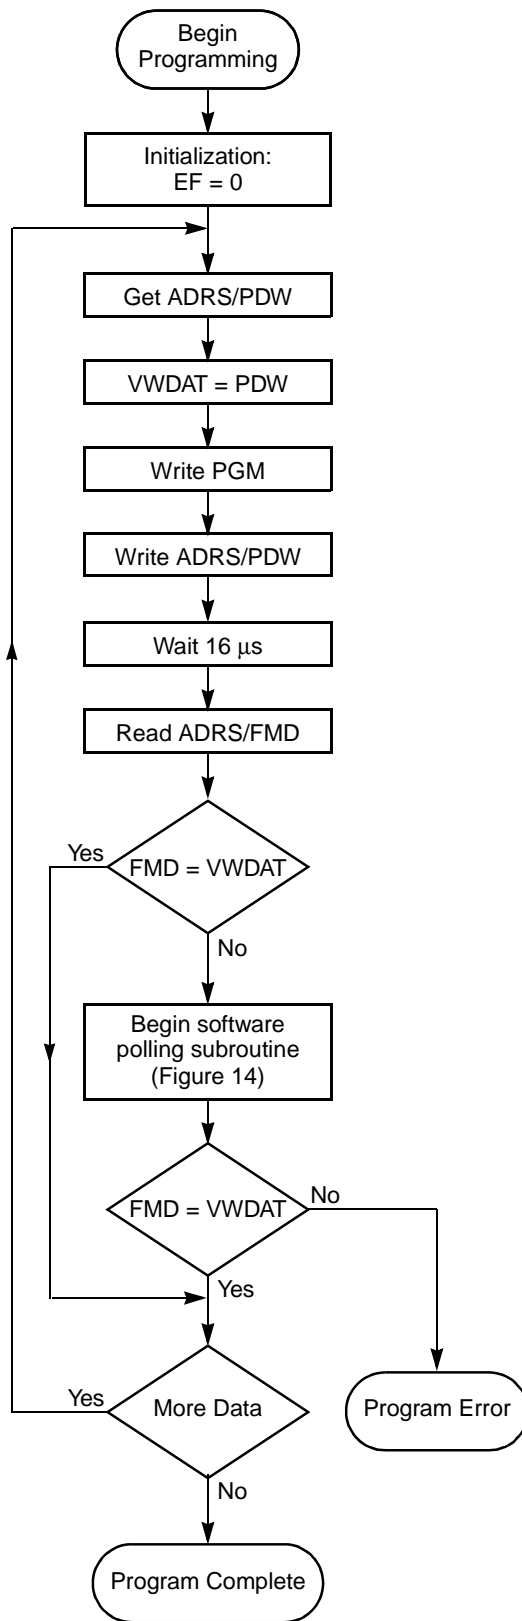 Begin
Programming
Initialization:
EF = 0
Get ADRS/PDW
VWDAT = PDW
Write PGM
Write ADRS/PDW
Wait 16 μs
Read ADRS/FMD
Yes
FMD = VWDAT
No
Begin software
polling subroutine
(Figure 14)
FMD = VWDAT
No
Yes
Yes
More Data
Program Error
No
Program Complete